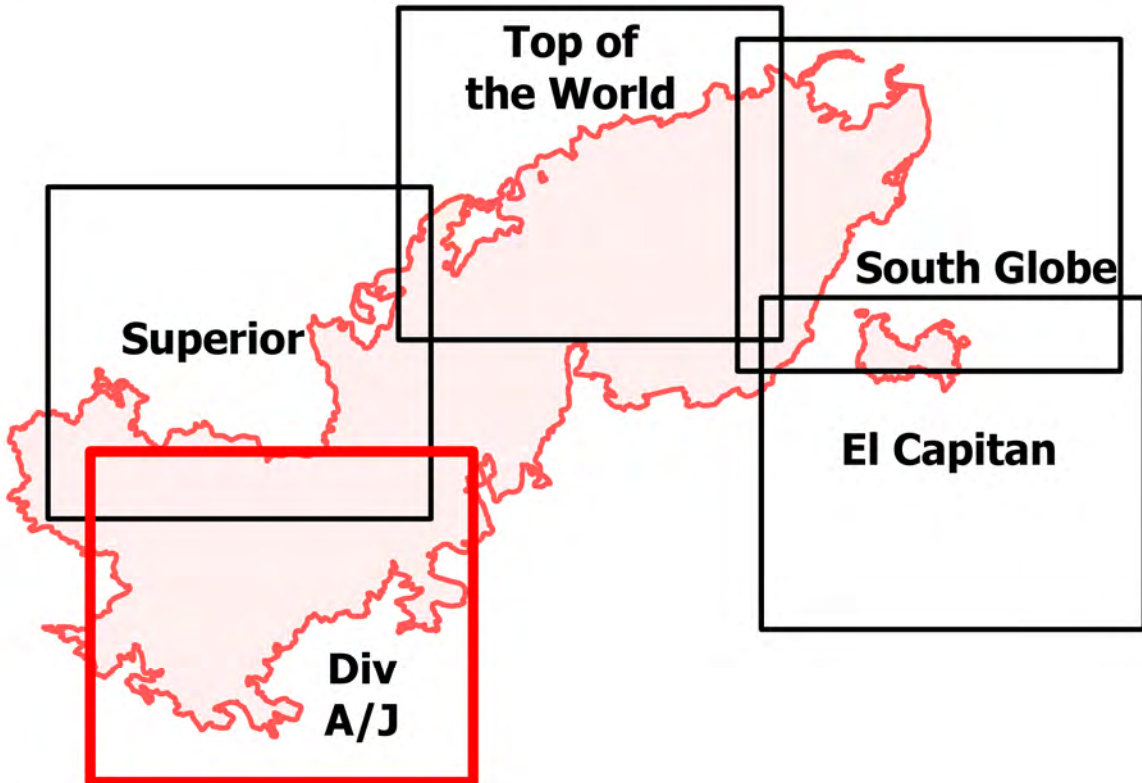 Top of
the World
South Globe
Superior
El Capitan
Div
A/J